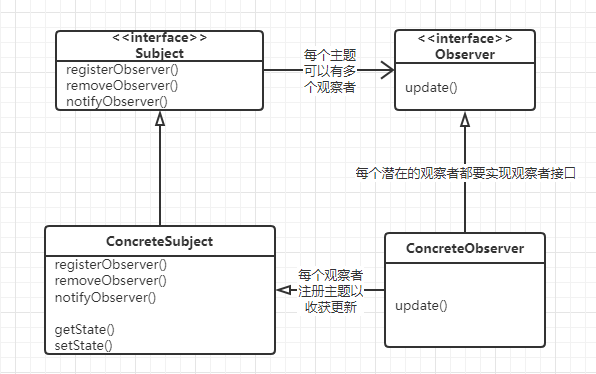 <<interface>>
Subject
registerObserver()
removeObserver()
notifyObserver()
每个主题
可以有多
个观察者
<<interface>>
Observer
update()
每个潜在的观察者都要实现观察者接口
ConcreteSubject
registerObserver()
removeObserver()
notifyObserver()
getState()
setState()
每个观察者
注册主题以
收获更新
ConcreteObserver
update()